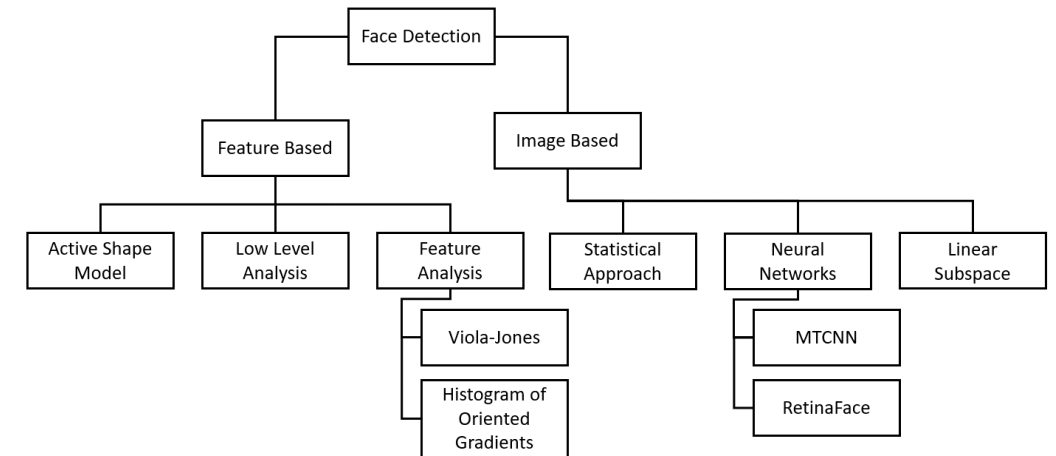 Face Detection
Feature Based
Image Based
Active Shape
Model
Low Level
Analysis
Feature
Analysis
Statistical
Approach
Neural
Networks
Linear
Subspace
Viola-Jones
MTCNN
Histogram of
Oriented
Gradients
RetinaFace